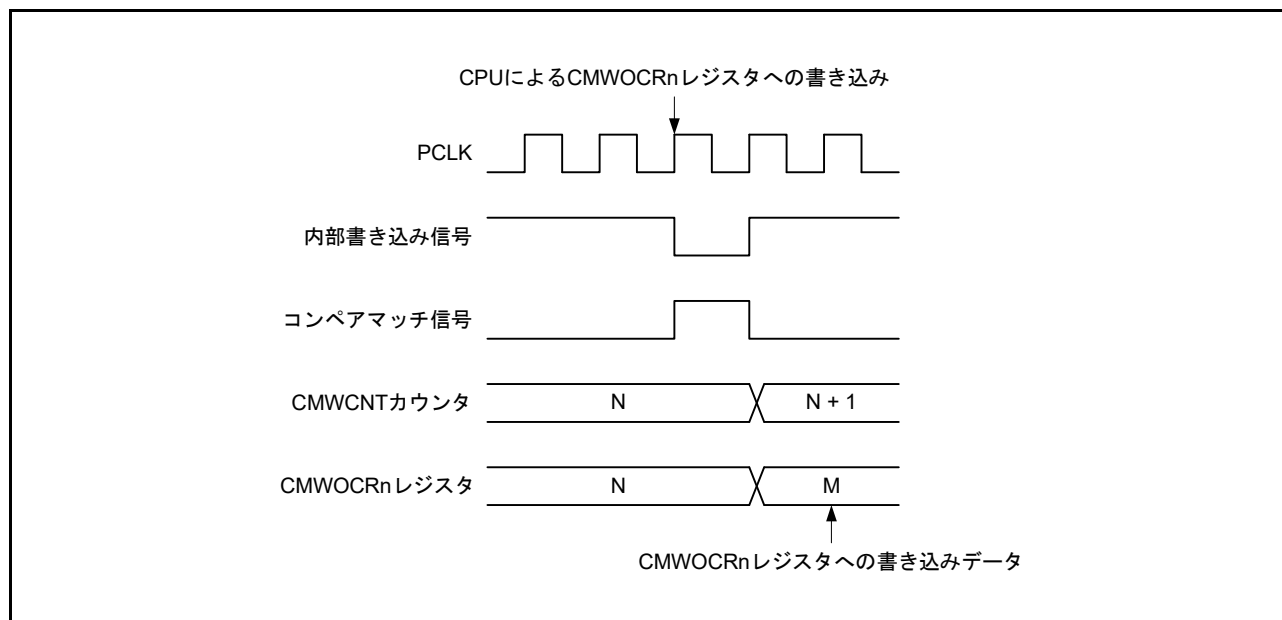 CPUによるCMWOCRnレジスタへの書き込み
PCLK
内部書き込み信号
コンペアマッチ信号
CMWCNTカウンタ
N
N + 1
CMWOCRnレジスタ
N
M
CMWOCRnレジスタへの書き込みデータ